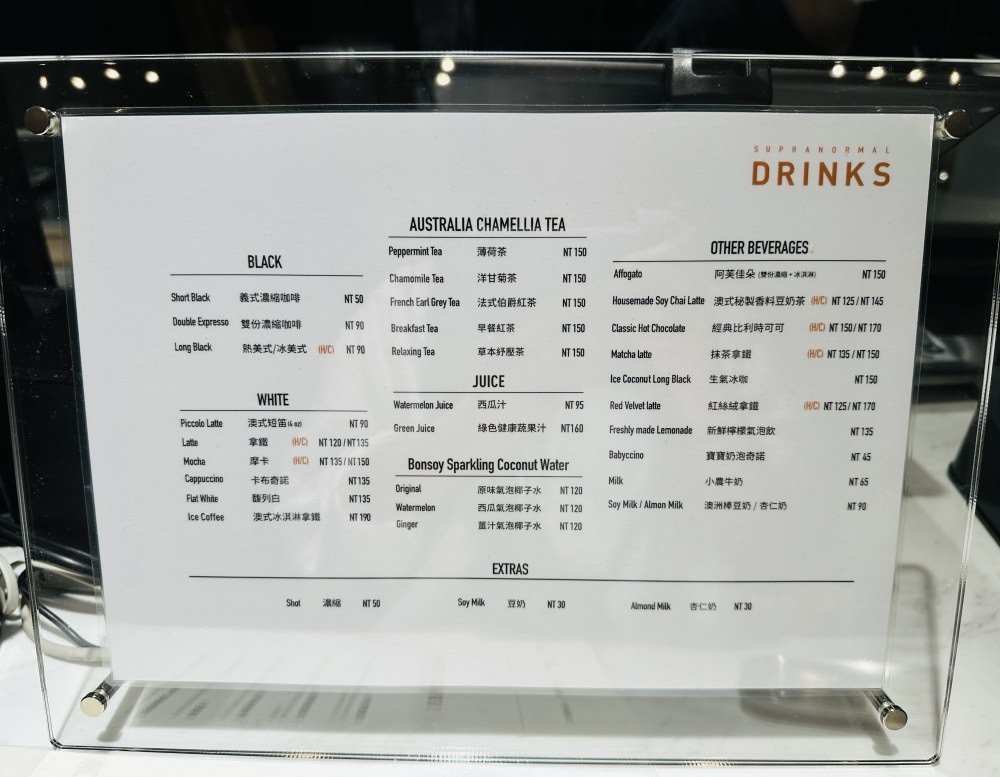 SUPRANORMAL
DRINKS
BLACK
Short Black 義式濃縮咖啡 NT 50
Double Expresso 雙份濃縮咖啡 NT 90
Long Black 熱美式/冰美式 (H/C) NT 90
WHITE
Piccolo Latte 澳式短笛(4 oz) NT 90
Latte 拿鐵 (H/C) NT 120 / NT 135
Mocha 摩卡 (H/C) NT 135 / NT 150
Cappuccino 卡布奇諾 NT135
Flat White 馥列白 NT135
Ice Coffee 澳式冰淇淋拿鐵 NT 190
AUSTRALIA CHAMELLIA TEA
Peppermint Tea 薄荷茶 NT 150
Chamomile Tea 洋甘菊茶 NT 150
French Earl Grey Tea 法式伯爵紅茶 NT 150
Breakfast Tea 早餐紅茶 NT 150
Relaxing Tea 草本紓壓茶 NT 150
JUICE
Watermelon Juice 西瓜汁 NT 95
Green Juice 綠色健康蔬果汁 NT160
Bonsoy Sparkling Coconut Water
Original 原味氣泡椰子水 NT 120
Watermelon 西瓜氣泡椰子水 NT 120
Ginger 薑汁氣泡椰子水 NT 120
OTHER BEVERAGES
Affogato 阿芙佳朵 (雙份濃縮+冰淇淋) NT 150
Housemade Soy Chai Latte 澳式秘製香料豆奶茶 (H/C) NT 125 / NT 145
Classic Hot Chocolate 經典比利時可可 (H/C) NT 150 / NT 170
Matcha latte 抹茶拿鐵 (H/C) NT 135 / NT 150
Ice Coconut Long Black 生氣冰咖 NT 150
Red Velvet latte 紅絲絨拿鐵 (H/C) NT 125 / NT 170
Freshly made Lemonade 新鮮檸檬氣泡飲 NT 135
Babyccino 寶寶奶泡奇諾 NT 45
Milk 小農牛奶 NT 65
Soy Milk / Almon Milk 澳洲棒豆奶 / 杏仁奶 NT 90
EXTRAS
Shot 濃縮 NT 50 Soy Milk 豆奶 NT 30 Almond Milk 杏仁奶 NT 30